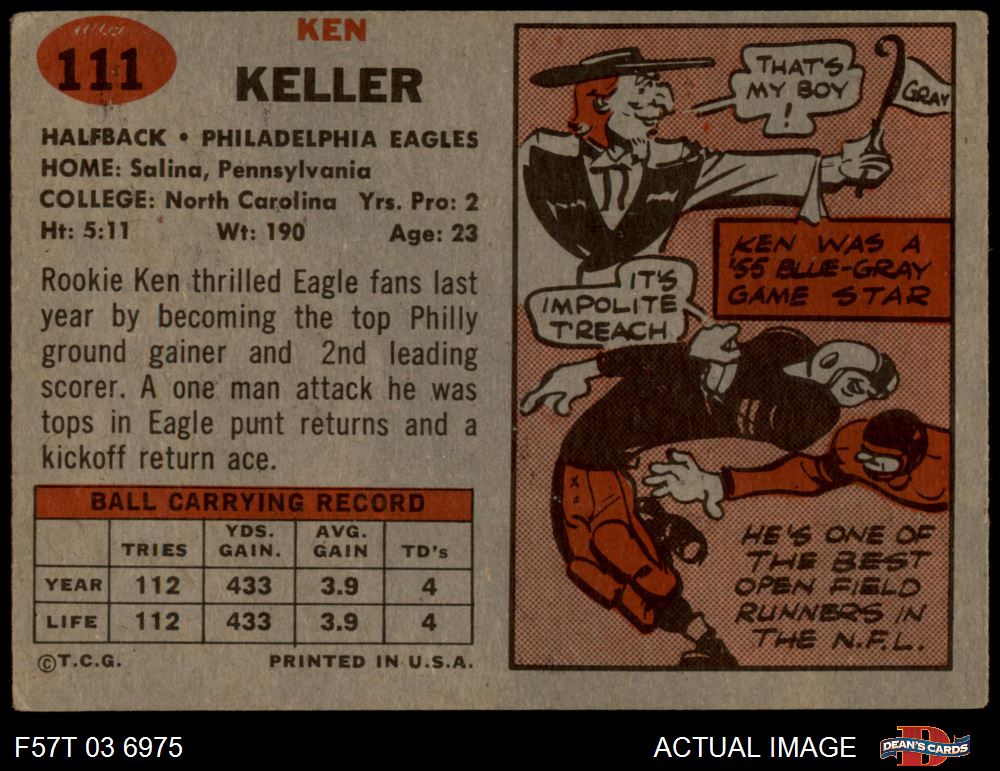 111
KEN
KELLER
HALFBACK • PHILADELPHIA EAGLES
HOME: Salina, Pennsylvania
COLLEGE: North Carolina Yrs. Pro: 2
Ht: 5:11 Wt: 190 Age: 23
Rookie Ken thrilled Eagle fans last
year by becoming the top Philly
ground gainer and 2nd leading
scorer. A one man attack he was
tops in Eagle punt returns and a
kickoff return ace.
BALL CARRYING RECORD
TRIES YDS. GAIN. AVG. GAIN TD's
YEAR 112 433 3.9 4
LIFE 112 433 3.9 4
©T.C.G. PRINTED IN U.S.A.
THAT'S
MY BOY
!
GRAY
KEN WAS A
'55 BLUE-GRAY
GAME STAR
IT'S
IMPOLITE
T'REACH
HE'S ONE OF
THE BEST
OPEN FIELD
RUNNERS IN
THE N.F.L.
F57T 03 6975
ACTUAL IMAGE
DEAN'S CARDS